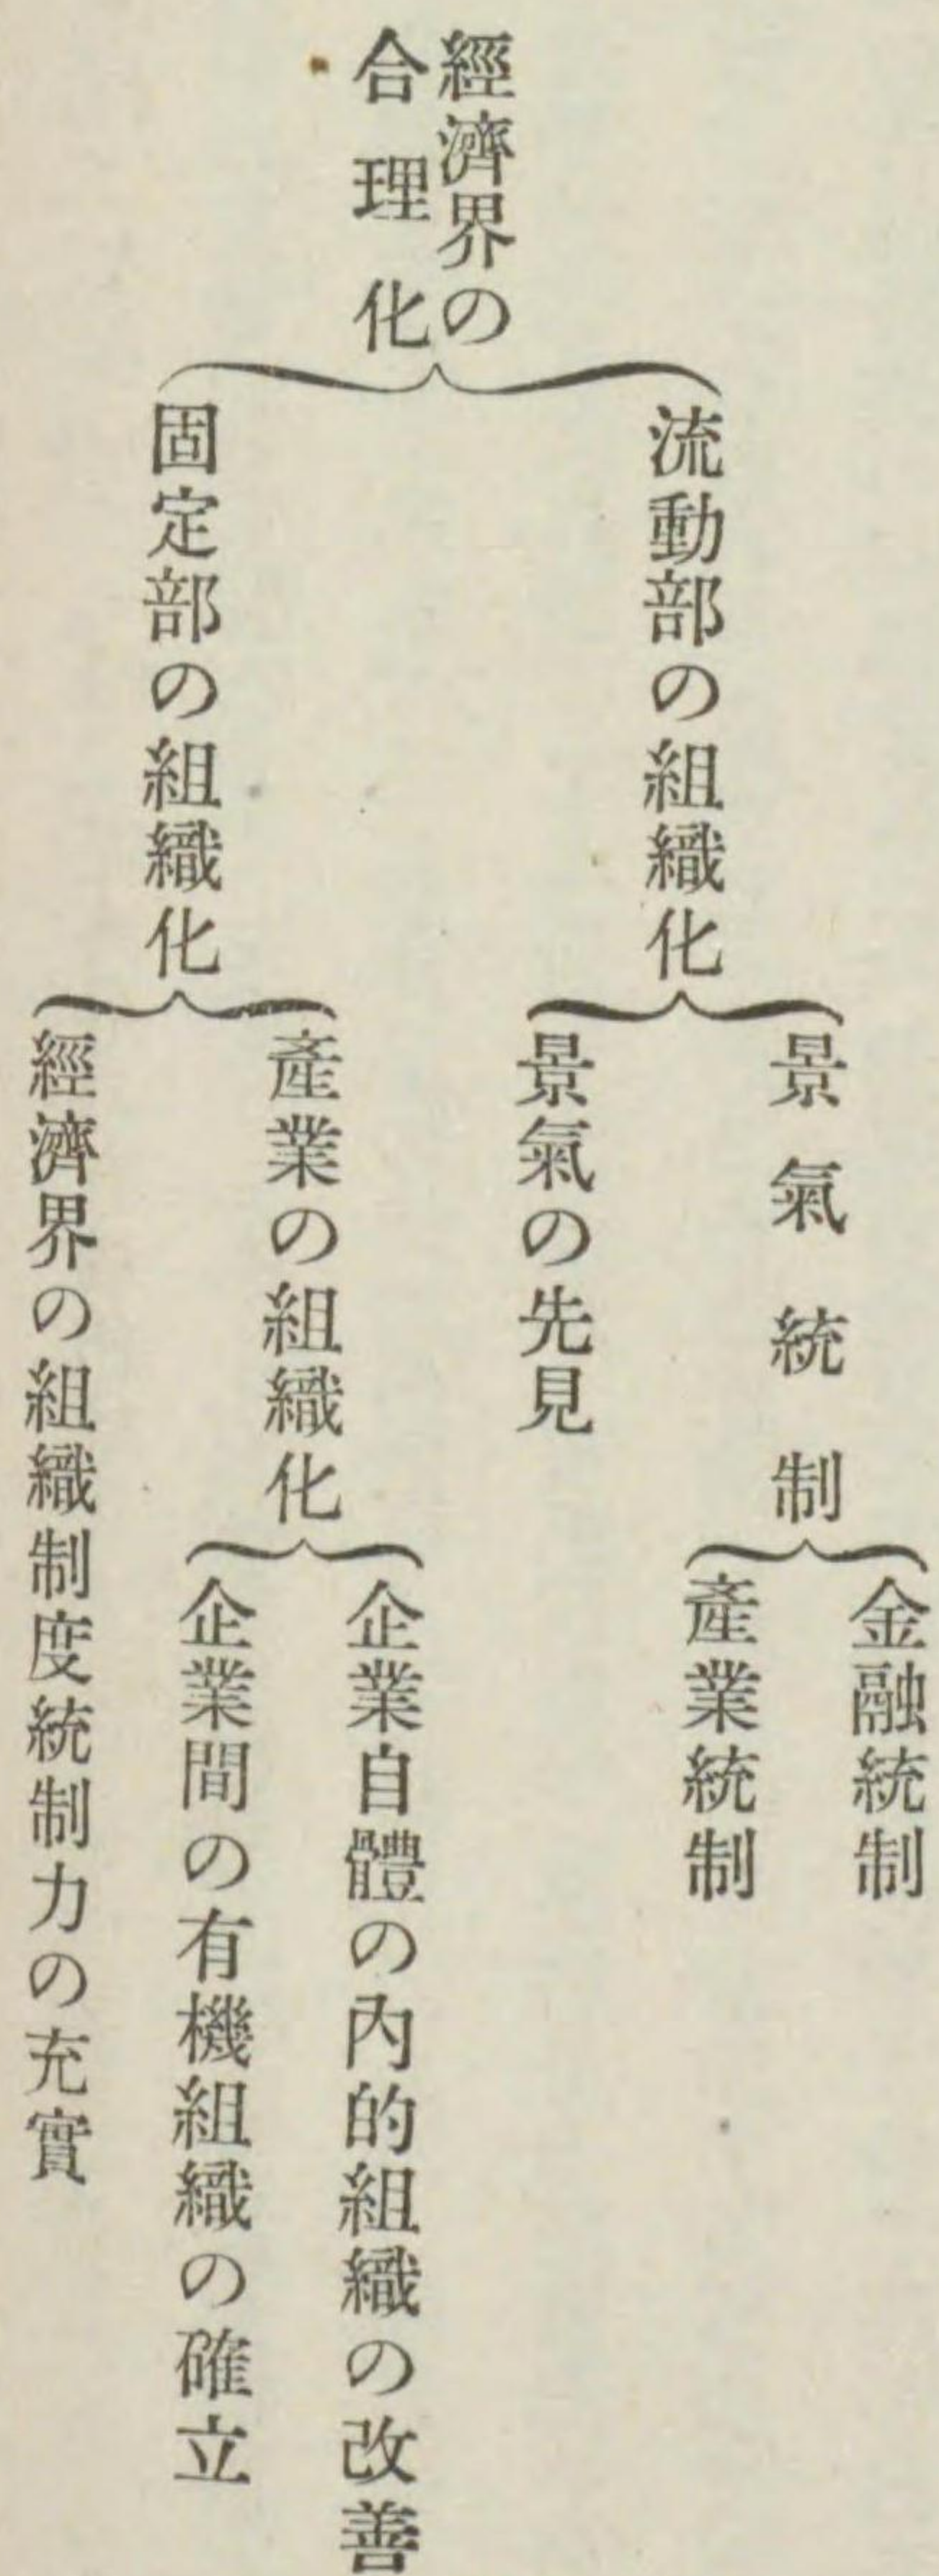 經濟界の
合理化
流動部の組織化
景氣統制
金融統制
產業統制
景氣の先見
固定部の組織化
產業の組織化
企業自體の內的組織の改善
企業間の有機組織の確立
經濟界の組織制度統制力の充實